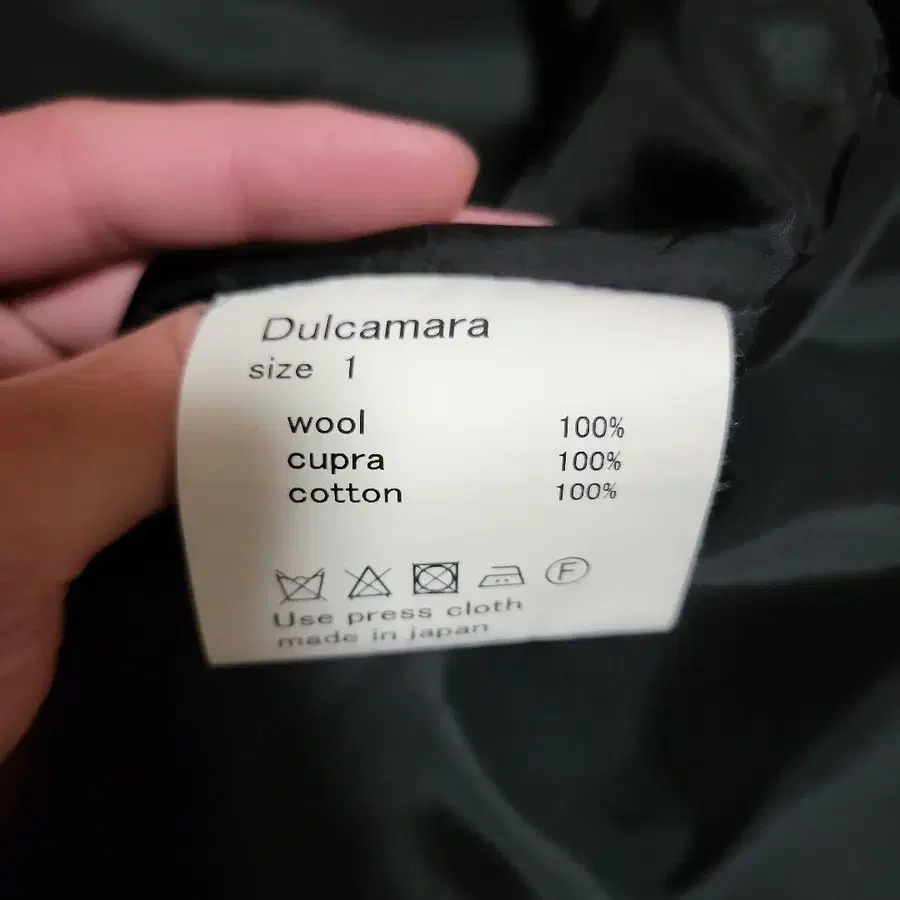 Dulcamara
size 1
wool 100%
cupra 100%
cotton 100%
F
Use press cloth
made in japan